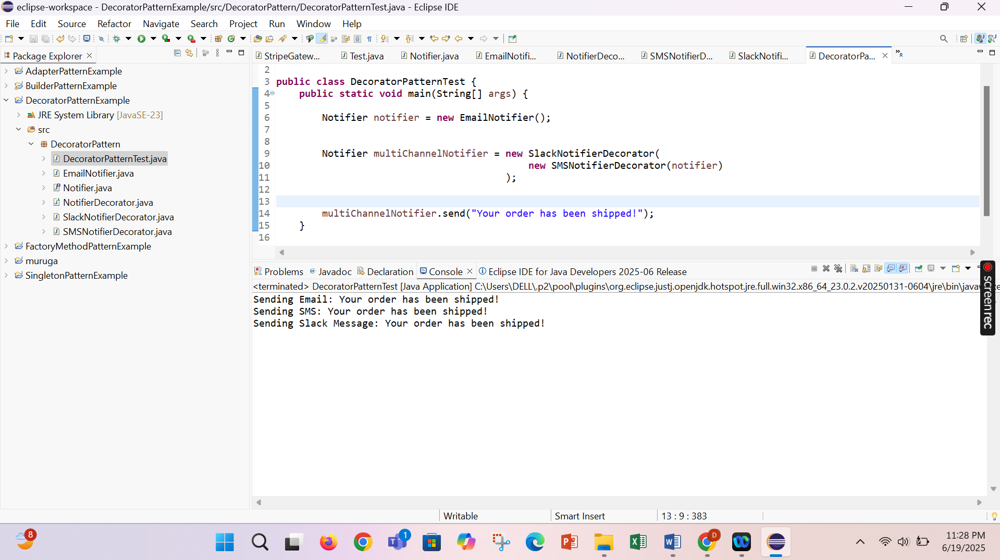 eclipse-workspace - DecoratorPatternExample/src/DecoratorPattern/DecoratorPatternTest.java - Eclipse IDE
File Edit Source Refactor Navigate Search Project Run Window Help
Package Explorer
AdapterPatternExample
BuilderPatternExample
DecoratorPatternExample
JRE System Library [JavaSE-23]
src
DecoratorPattern
DecoratorPatternTest.java
EmailNotifier.java
Notifier.java
NotifierDecorator.java
SlackNotifierDecorator.java
SMSNotifierDecorator.java
FactoryMethodPatternExample
muruga
SingletonPatternExample
StripeGatew... Test.java Notifier.java EmailNotifi... NotifierDeco... SMSNotifierD... SlackNotifi... DecoratorPa... »8
2
3 public class DecoratorPatternTest {
4 public static void main(String[] args) {
5
6 Notifier notifier = new EmailNotifier();
7
8
9 Notifier multiChannelNotifier = new SlackNotifierDecorator(
10 new SMSNotifierDecorator(notifier)
11 );
12
13
14 multiChannelNotifier.send("Your order has been shipped!");
15 }
16
Problems Javadoc Declaration Console Eclipse IDE for Java Developers 2025-06 Release
<terminated> DecoratorPatternTest [Java Application] C:\Users\DELL\.p2\pool\plugins\org.eclipse.justj.openjdk.hotspot.jre.full.win32.x86_64_23.0.2.v20250131-0604\jre\bin\javaw.exe
Sending Email: Your order has been shipped!
Sending SMS: Your order has been shipped!
Sending Slack Message: Your order has been shipped!
screenrec
Writable Smart Insert 13 : 9 : 383
8
1
D
11:28 PM
6/19/2025